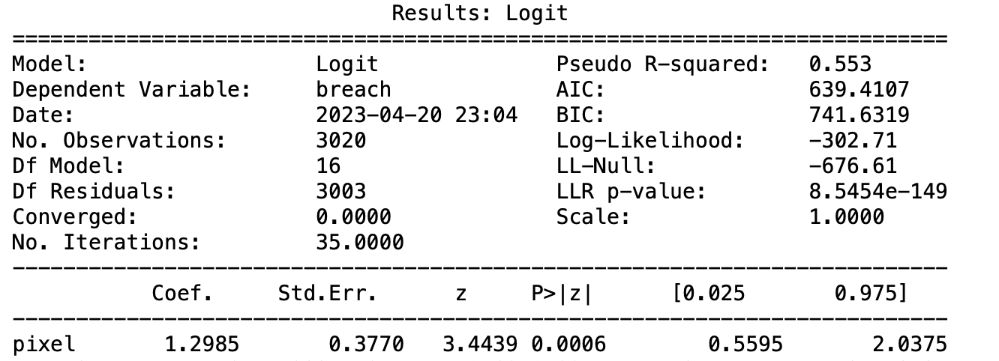 Results: Logit
==========================================================================
Model: Logit Pseudo R-squared: 0.553
Dependent Variable: breach AIC: 639.4107
Date: 2023-04-20 23:04 BIC: 741.6319
No. Observations: 3020 Log-Likelihood: -302.71
Df Model: 16 LL-Null: -676.61
Df Residuals: 3003 LLR p-value: 8.5454e-149
Converged: 0.0000 Scale: 1.0000
No. Iterations: 35.0000
--------------------------------------------------------------------------
Coef. Std.Err. z P>|z| [0.025 0.975]
--------------------------------------------------------------------------
pixel 1.2985 0.3770 3.4439 0.0006 0.5595 2.0375